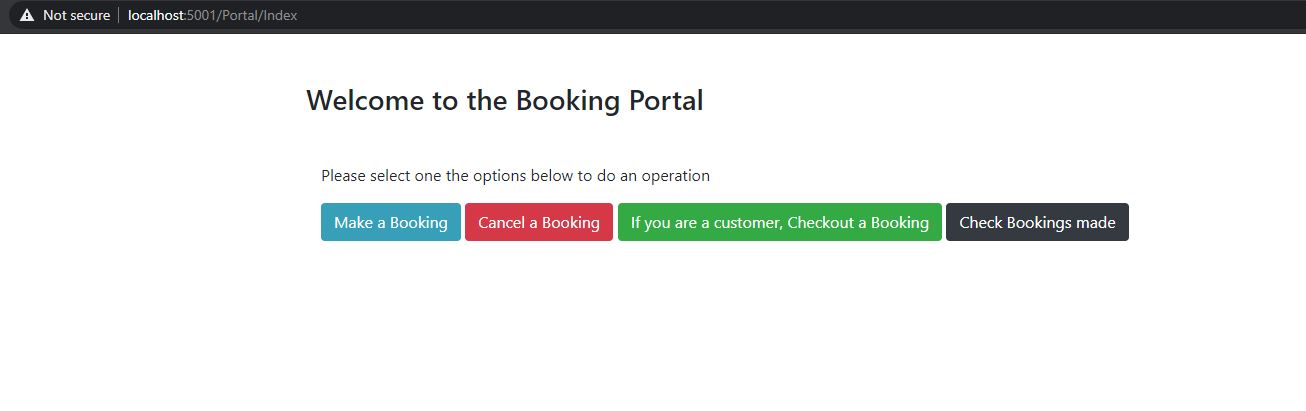 Not secure localhost:5001/Portal/Index
Welcome to the Booking Portal
Please select one the options below to do an operation
Make a Booking Cancel a Booking If you are a customer, Checkout a Booking Check Bookings made